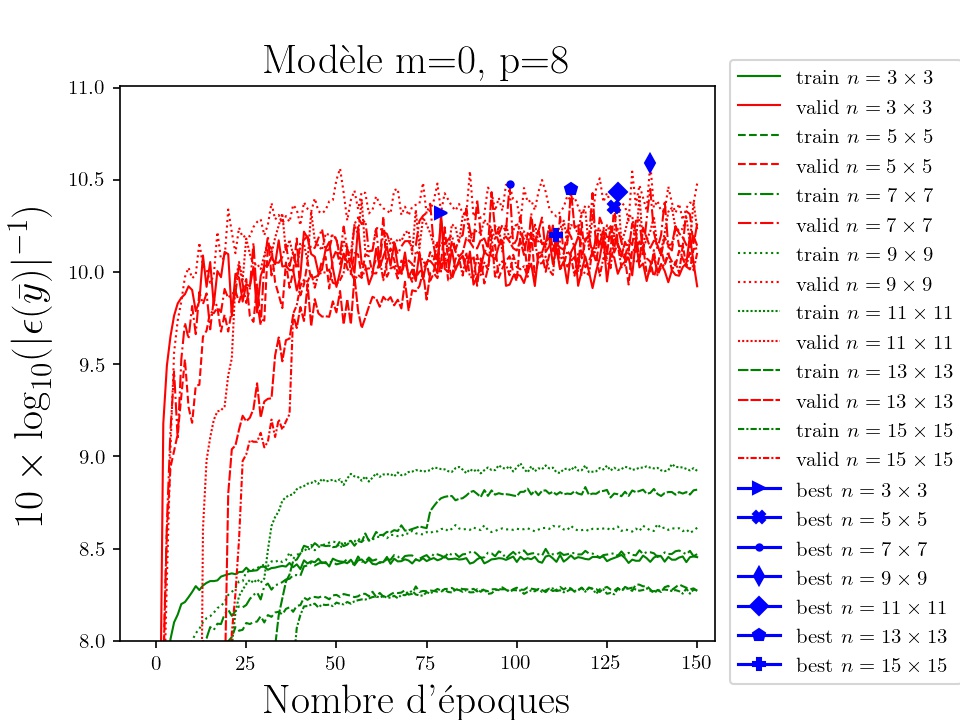 Modèle m=0, p=8
10 × log₁₀(|ϵ(ȳ)|⁻¹)
11.0
10.5
10.0
9.5
9.0
8.5
8.0
0 25 50 75 100 125 150
Nombre d'époques
train n = 3 × 3
valid n = 3 × 3
train n = 5 × 5
valid n = 5 × 5
train n = 7 × 7
valid n = 7 × 7
train n = 9 × 9
valid n = 9 × 9
train n = 11 × 11
valid n = 11 × 11
train n = 13 × 13
valid n = 13 × 13
train n = 15 × 15
valid n = 15 × 15
best n = 3 × 3
best n = 5 × 5
best n = 7 × 7
best n = 9 × 9
best n = 11 × 11
best n = 13 × 13
best n = 15 × 15